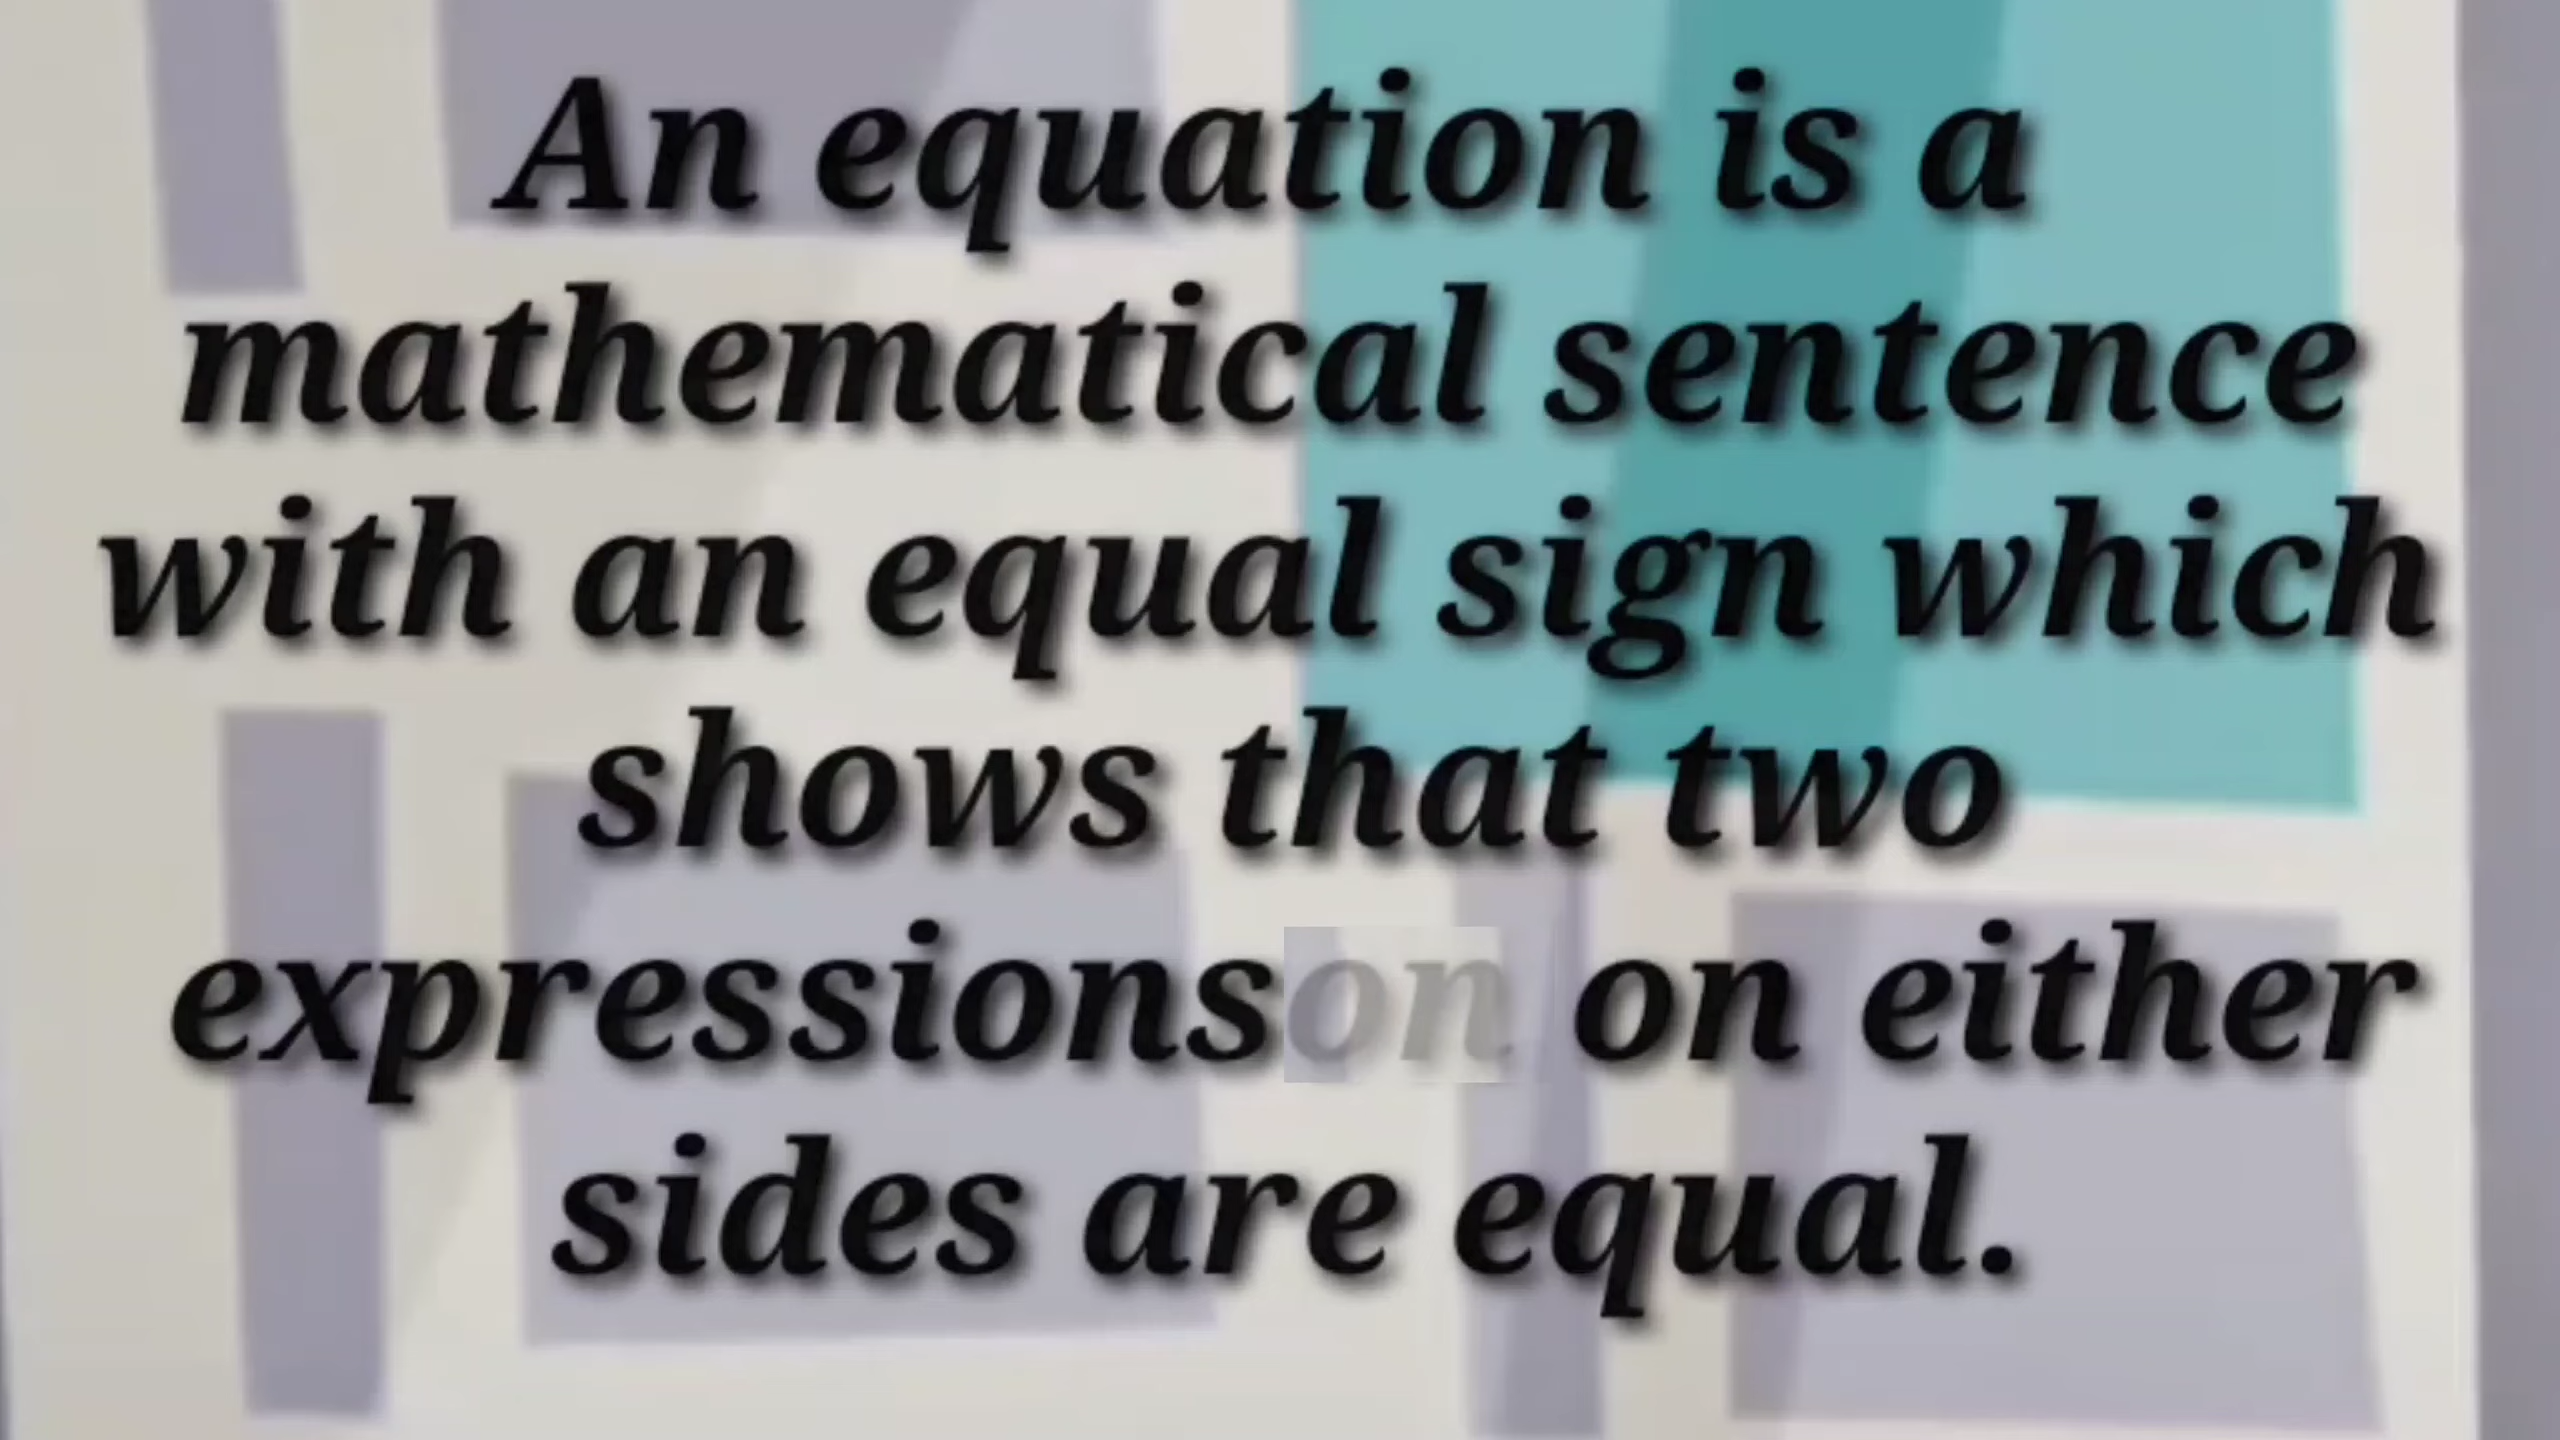 An equation is a
mathematical sentence
with an equal sign which
shows that two
expressionson on either
sides are equal.